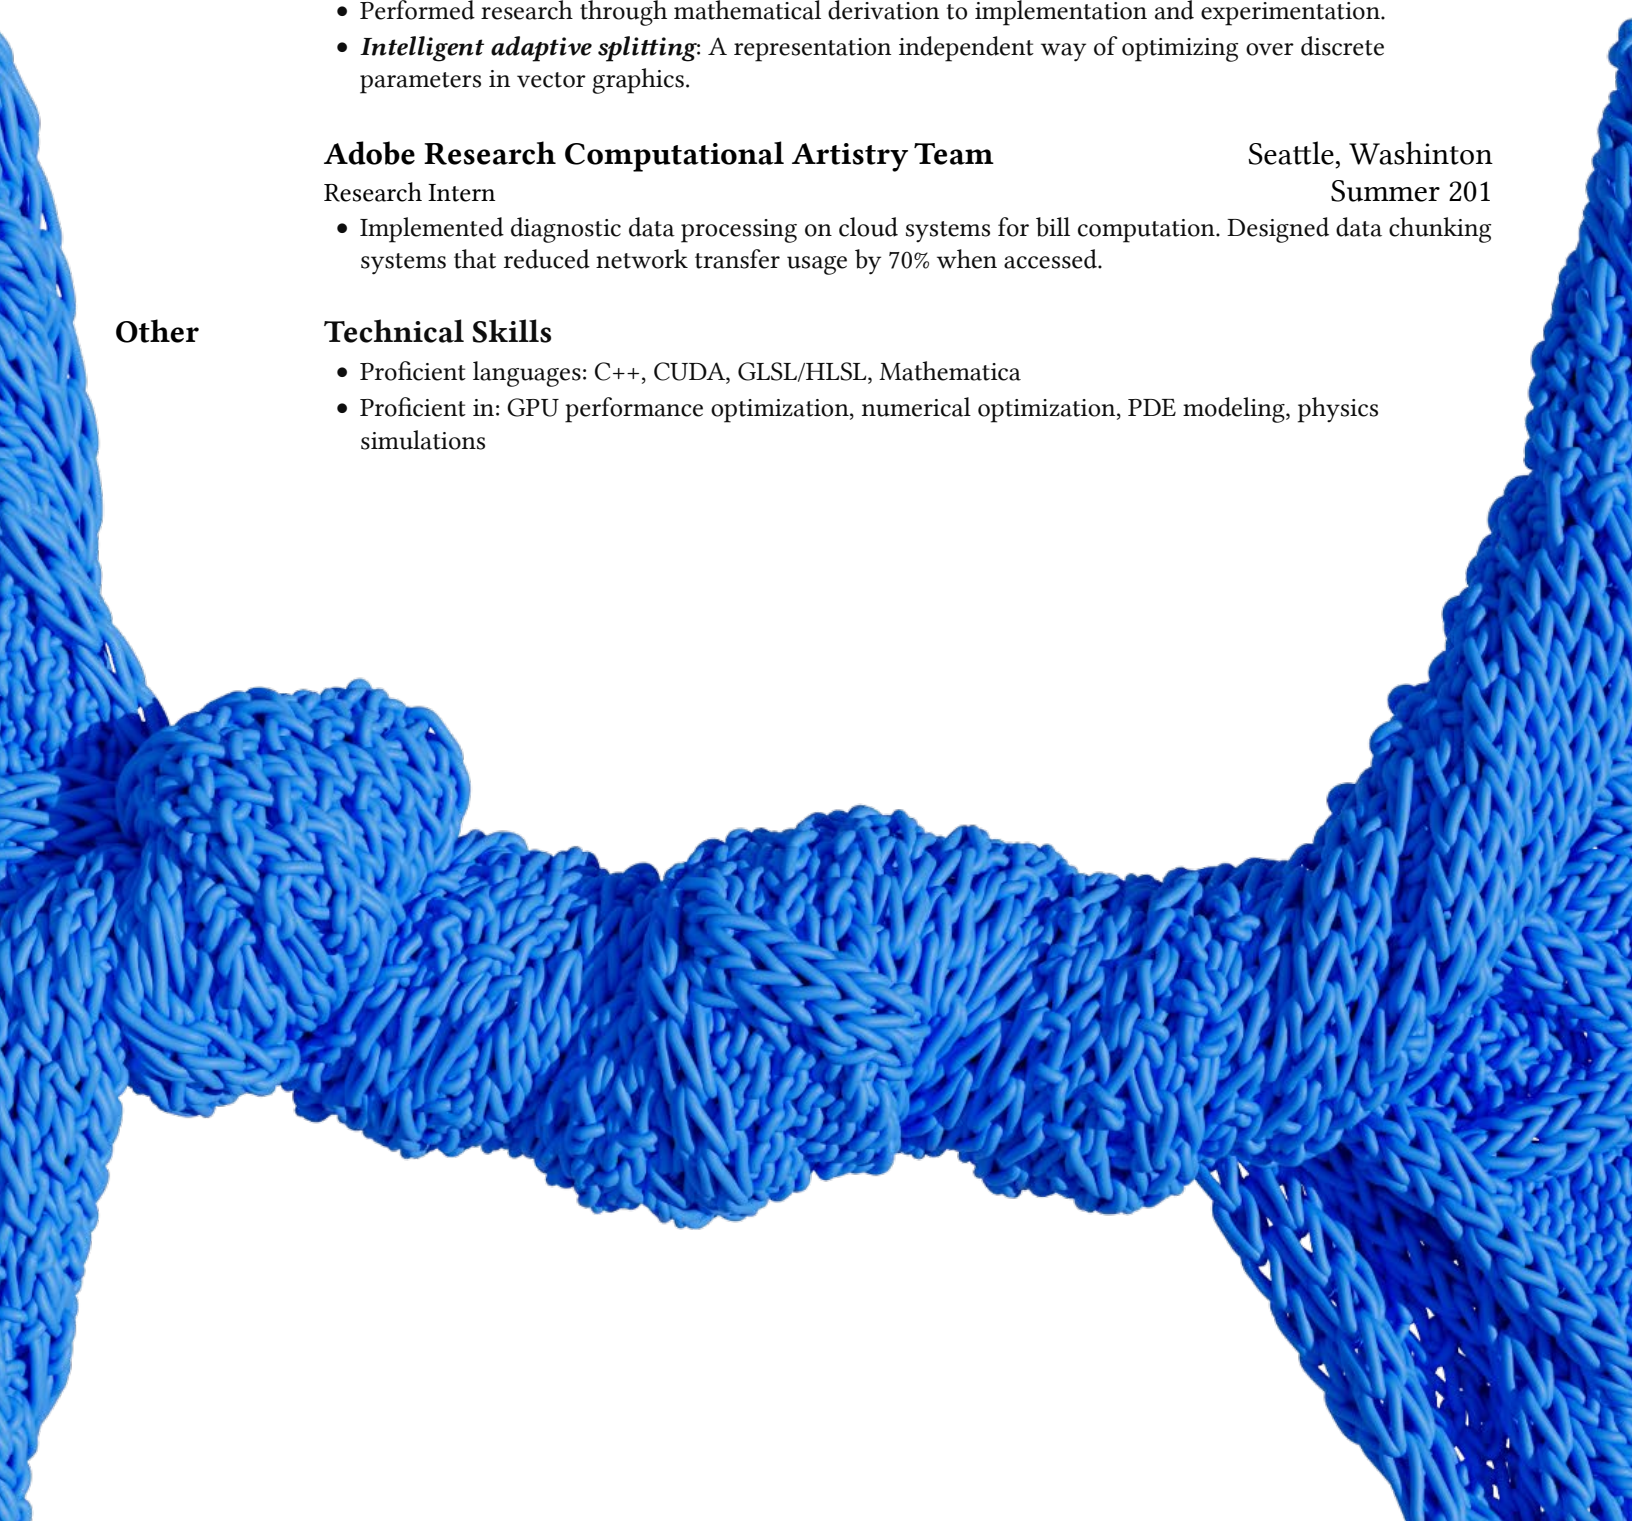 • Performed research through mathematical derivation to implementation and experimentation.
• Intelligent adaptive splitting: A representation independent way of optimizing over discrete
parameters in vector graphics.
Adobe Research Computational Artistry Team Seattle, Washinton
Research Intern Summer 201
• Implemented diagnostic data processing on cloud systems for bill computation. Designed data chunking
systems that reduced network transfer usage by 70% when accessed.
Other Technical Skills
• Proficient languages: C++, CUDA, GLSL/HLSL, Mathematica
• Proficient in: GPU performance optimization, numerical optimization, PDE modeling, physics
simulations